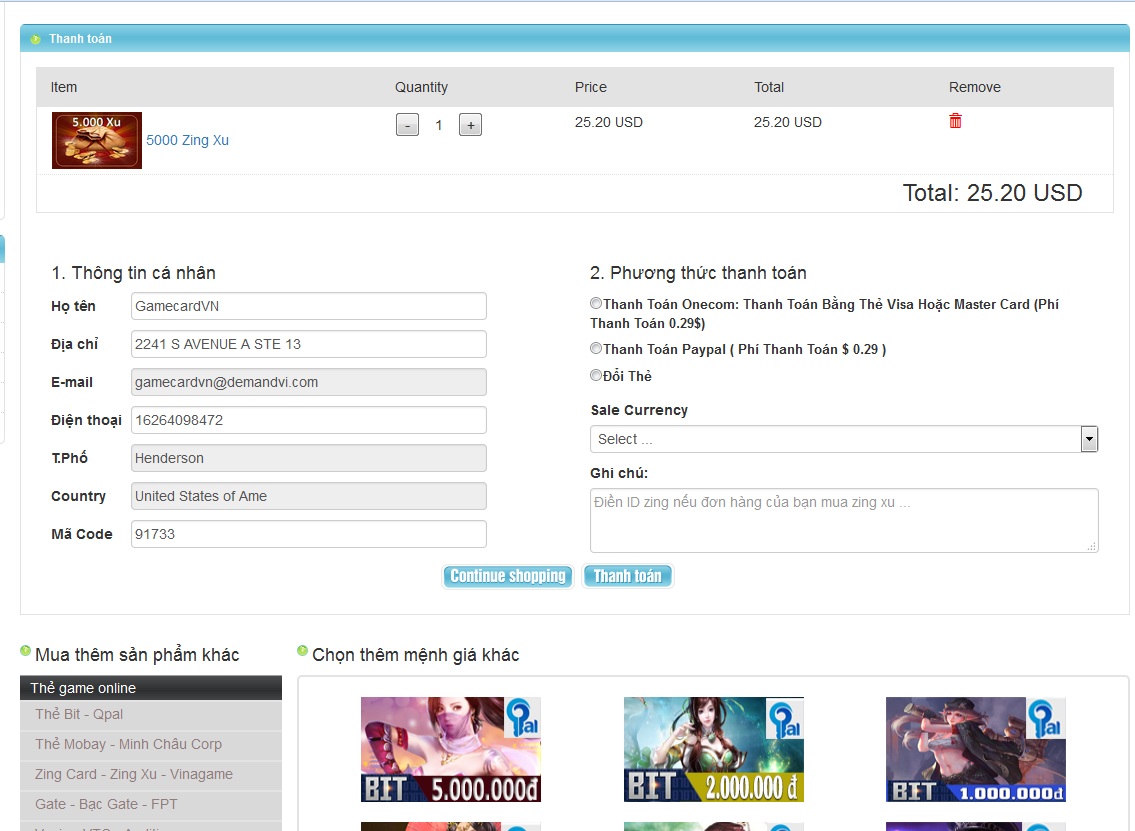 Thanh toán
Item Quantity Price Total Remove
5.000 Xu
5000 Zing Xu - 1 + 25.20 USD 25.20 USD
Total: 25.20 USD
1. Thông tin cá nhân
Họ tên GamecardVN
Địa chỉ 2241 S AVENUE A STE 13
E-mail gamecardvn@demandvi.com
Điện thoại 16264098472
T.Phố Henderson
Country United States of Ame
Mã Code 91733
2. Phương thức thanh toán
Thanh Toán Onecom: Thanh Toán Bằng Thẻ Visa Hoặc Master Card (Phí
Thanh Toán 0.29$)
Thanh Toán Paypal ( Phí Thanh Toán $ 0.29 )
Đổi Thẻ
Sale Currency
Select ...
Ghi chú:
Điền ID zing nếu đơn hàng của bạn mua zing xu ...
Continue shopping Thanh toán
Mua thêm sản phẩm khác
Thẻ game online
Thẻ Bit - Qpal
Thẻ Mobay - Minh Châu Corp
Zing Card - Zing Xu - Vinagame
Gate - Bạc Gate - FPT
Chọn thêm mệnh giá khác
Qpal
BIT 5.000.000đ
Qpal
BIT 2.000.000 đ
Qpal
BIT 1.000.000đ